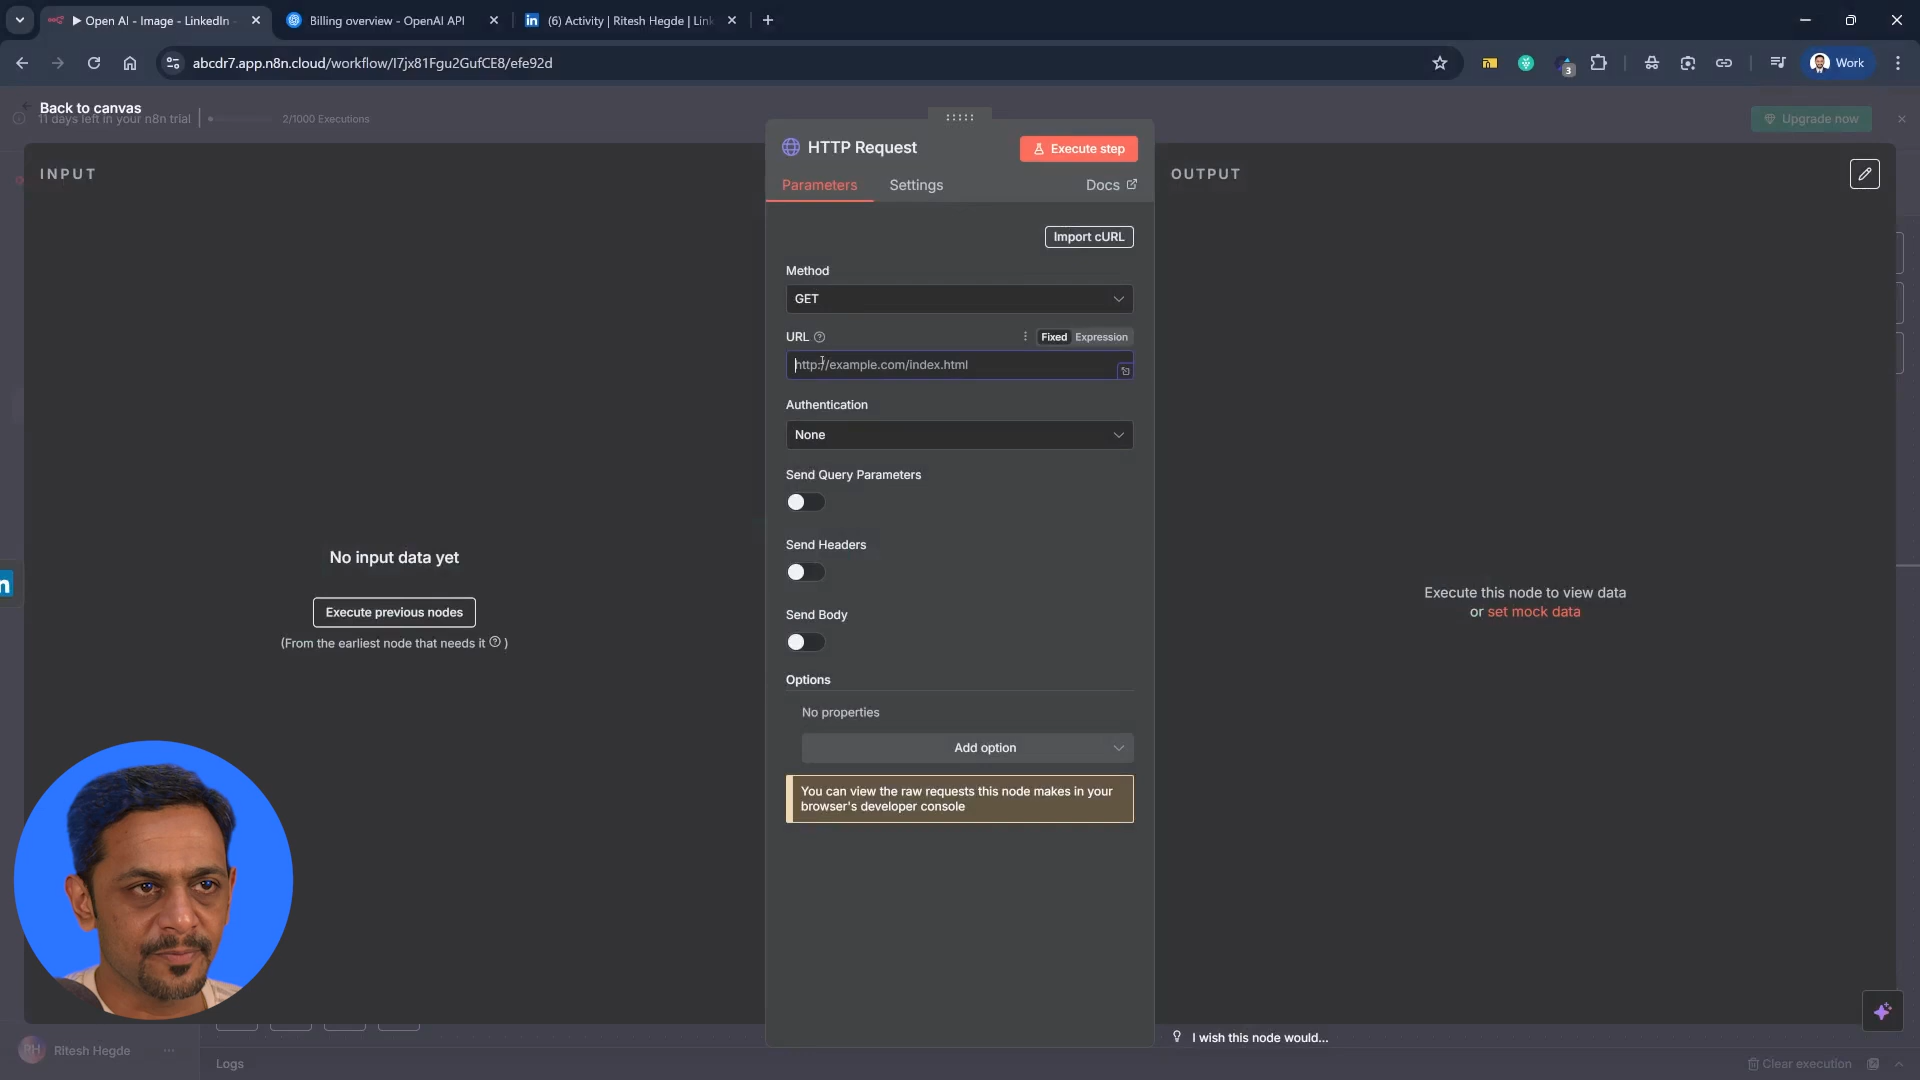 Open AI - Image - LinkedIn
Billing overview - OpenAI API
(6) Activity | Ritesh Hegde | Lin
abcdr7.app.n8n.cloud/workflow/I7jx81Fgu2GufCE8/efe92d
3
Work
Back to canvas
11 days left in your n8n trial
2/1000 Executions
Upgrade now
HTTP Request
Execute step
INPUT
Parameters
Settings
Docs
OUTPUT
Import cURL
Method
GET
URL
Fixed
Expression
http://example.com/index.html
Authentication
None
Send Query Parameters
Send Headers
No input data yet
Execute previous nodes
(From the earliest node that needs it ? )
Execute this node to view data
or set mock data
Send Body
Options
No properties
Add option
You can view the raw requests this node makes in your
browser's developer console
I wish this node would...
Ritesh Hegde
Logs
Clear execution